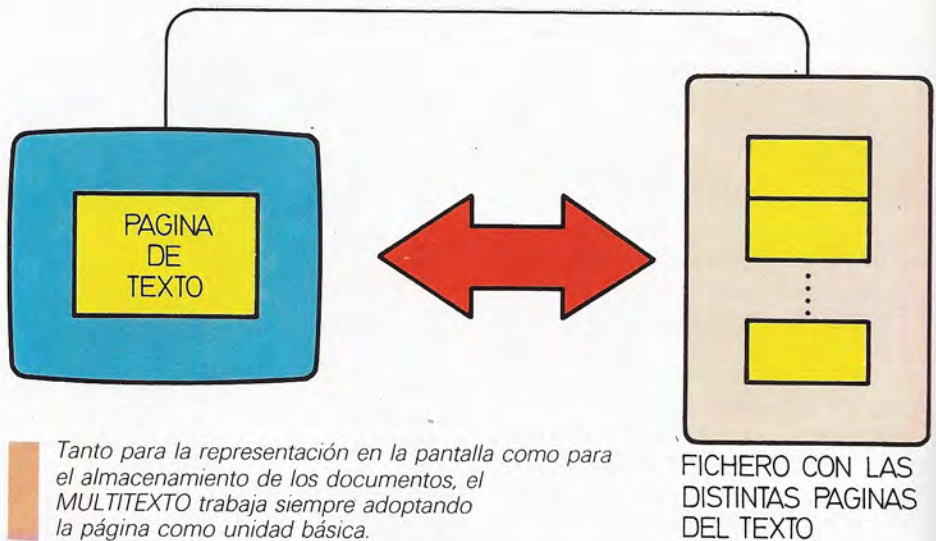 PAGINA
DE
TEXTO
Tanto para la representación en la pantalla como para
el almacenamiento de los documentos, el
MULTITEXTO trabaja siempre adoptando
la página como unidad básica.
FICHERO CON LAS
DISTINTAS PAGINAS
DEL TEXTO